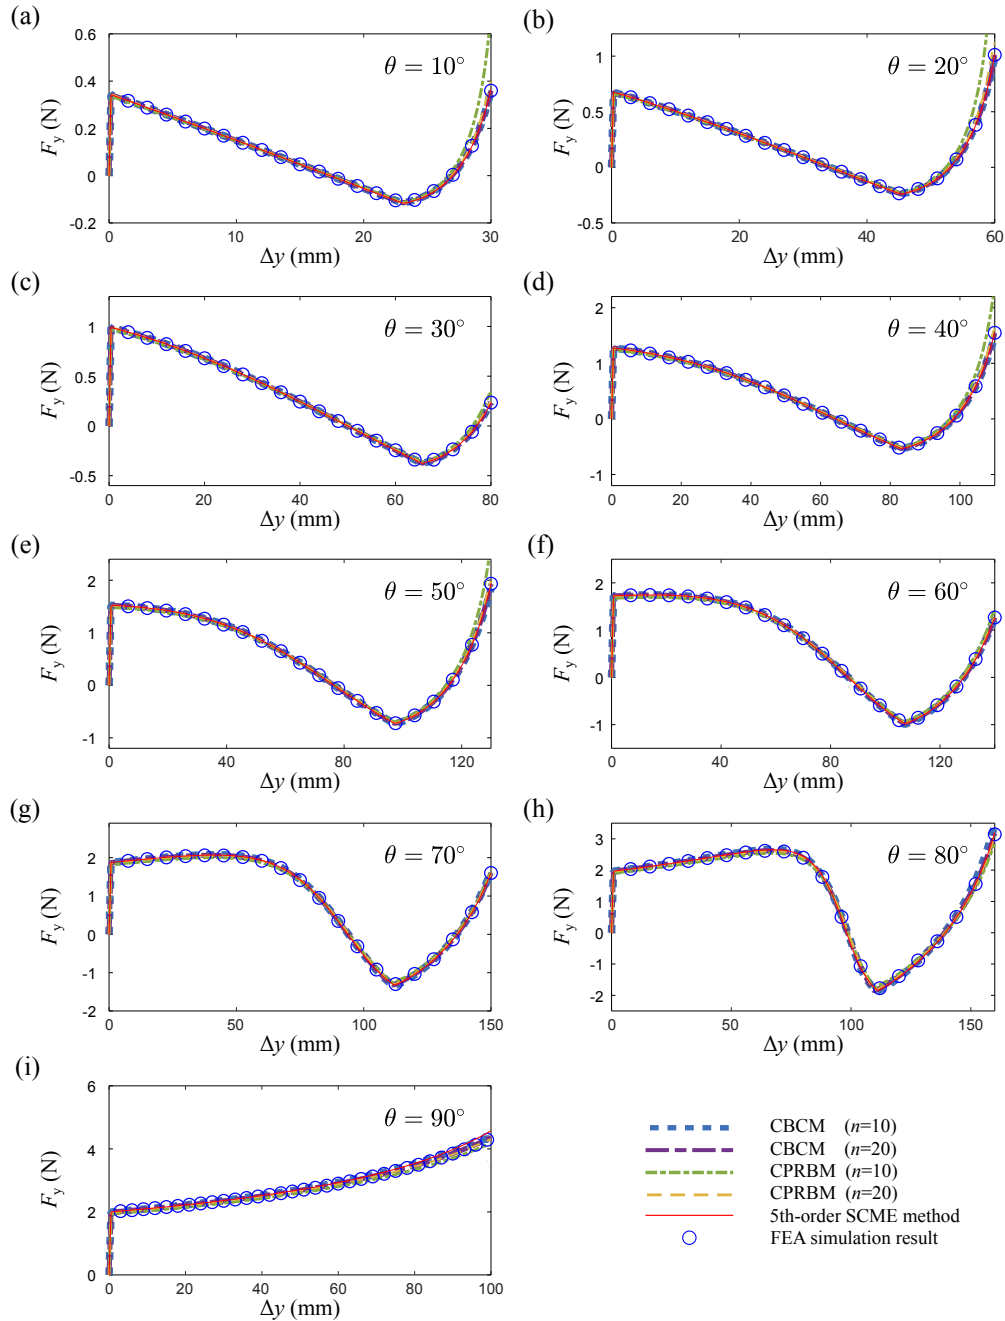 (a)
0.6
0.4
0.2
0
-0.2
F_y (N)
θ = 10°
0 10 20 30
Δy (mm)
(b)
1
0.5
0
-0.5
F_y (N)
θ = 20°
0 20 40 60
Δy (mm)
(c)
1
0.5
0
-0.5
F_y (N)
θ = 30°
0 20 40 60 80
Δy (mm)
(d)
2
1
0
-1
F_y (N)
θ = 40°
0 20 40 60 80 100
Δy (mm)
(e)
2
1
0
-1
F_y (N)
θ = 50°
0 40 80 120
Δy (mm)
(f)
2
1
0
-1
F_y (N)
θ = 60°
0 40 80 120
Δy (mm)
(g)
2
1
0
-1
-2
F_y (N)
θ = 70°
0 50 100 150
Δy (mm)
(h)
3
2
1
0
-1
-2
F_y (N)
θ = 80°
0 50 100 150
Δy (mm)
(i)
6
4
2
0
F_y (N)
θ = 90°
0 20 40 60 80 100
Δy (mm)
CBCM (n=10)
CBCM (n=20)
CPRBM (n=10)
CPRBM (n=20)
5th-order SCME method
FEA simulation result